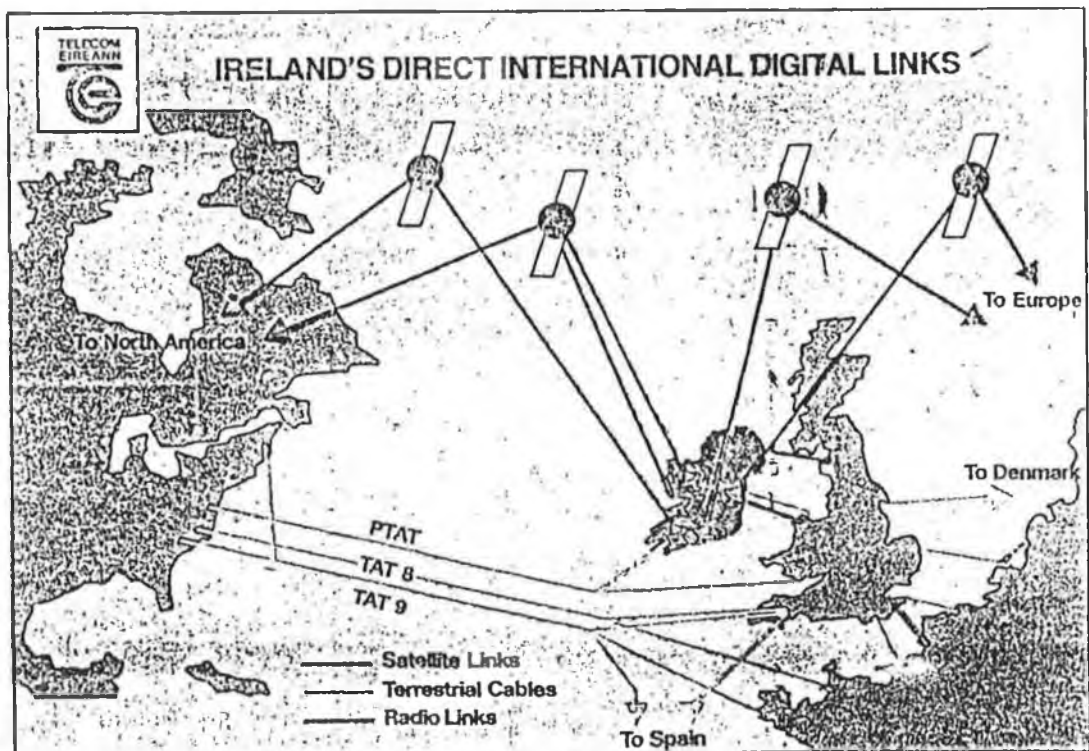 TELECOM
EIREANN
IRELAND'S DIRECT INTERNATIONAL DIGITAL LINKS
To Europe
To North America
To Denmark
PTAT
TAT 8
TAT 9
Satellite Links
Terrestrial Cables
Radio Links
To Spain